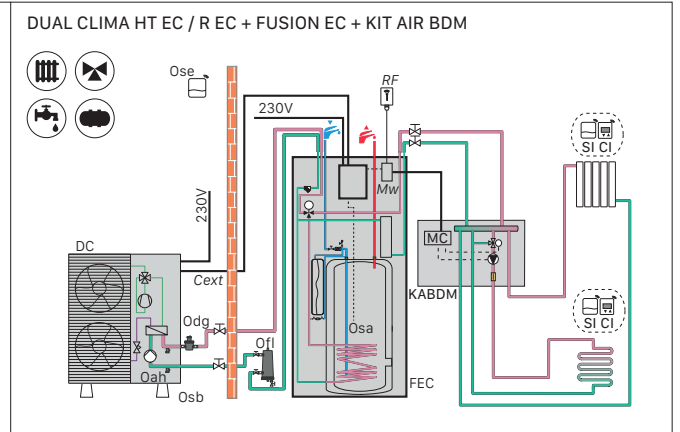 DUAL CLIMA HT EC / R EC + FUSION EC + KIT AIR BDM
Ose
RF
230V
SI CI
Mw
230V
MC
DC
Cext
KABDM
Odg
Osa
SI CI
Ofl
Oah
FEC
Osb